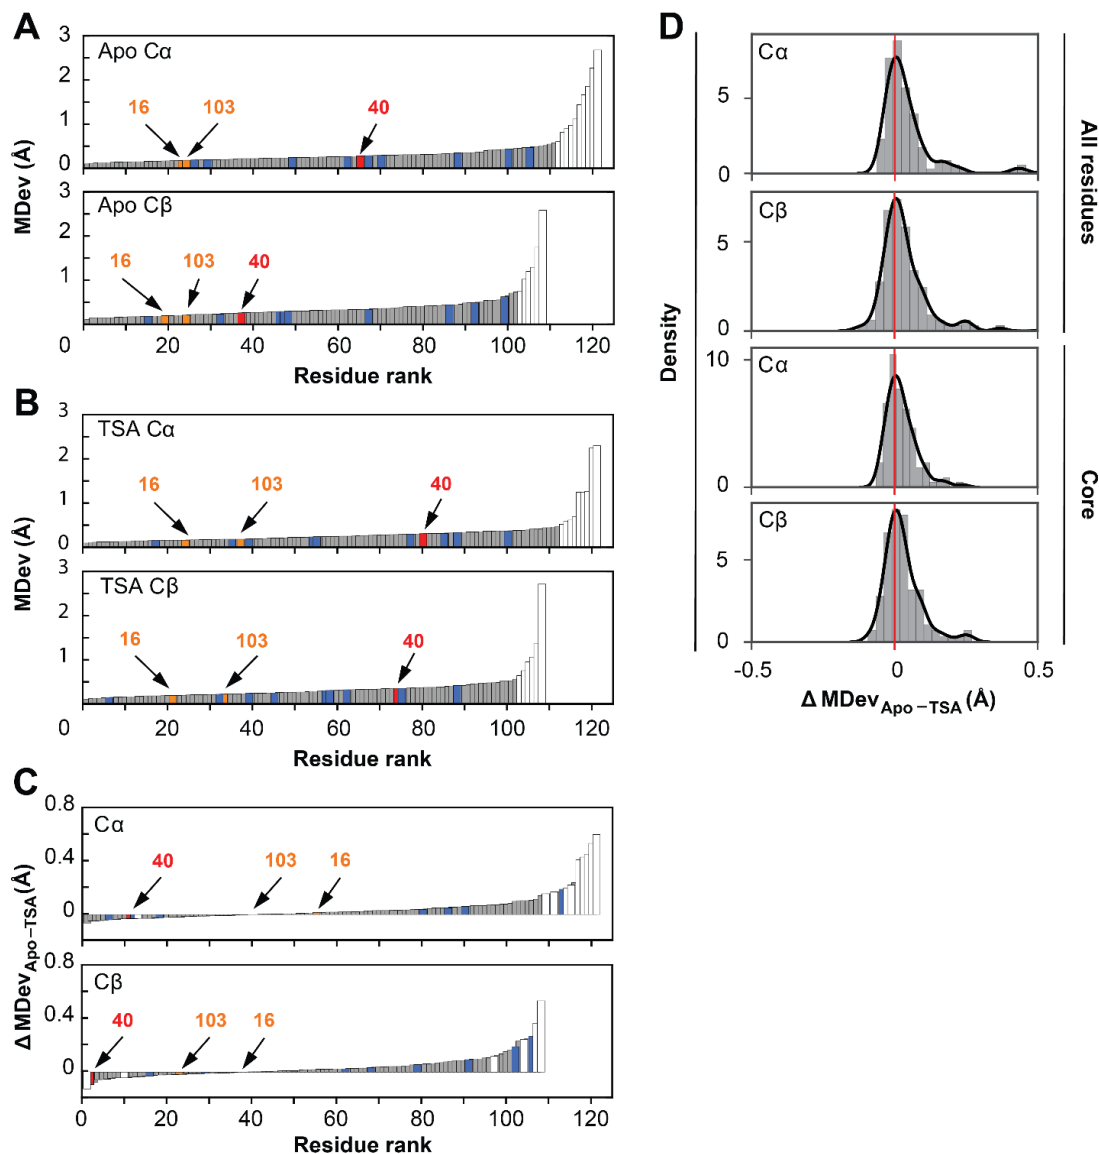 A
3
2
1
0
Apo Cα
16
103
40
MDev (Å)
3
2
1
Apo Cβ
16
103
40
0
20
40
60
80
100
120
Residue rank
B
3
2
1
0
TSA Cα
16
103
40
MDev (Å)
3
2
1
TSA Cβ
16
103
40
0
20
40
60
80
100
120
Residue rank
C
0.8
0.4
0
Cα
40
103
16
Δ MDev Apo–TSA (Å)
0.8
0.4
0
Cβ
40
103
16
0
20
40
60
80
100
120
Residue rank
D
Density
Cα
5
0
Cβ
5
0
All residues
Cα
10
0
Cβ
5
0
Core
-0.5
0
0.5
Δ MDev Apo–TSA (Å)